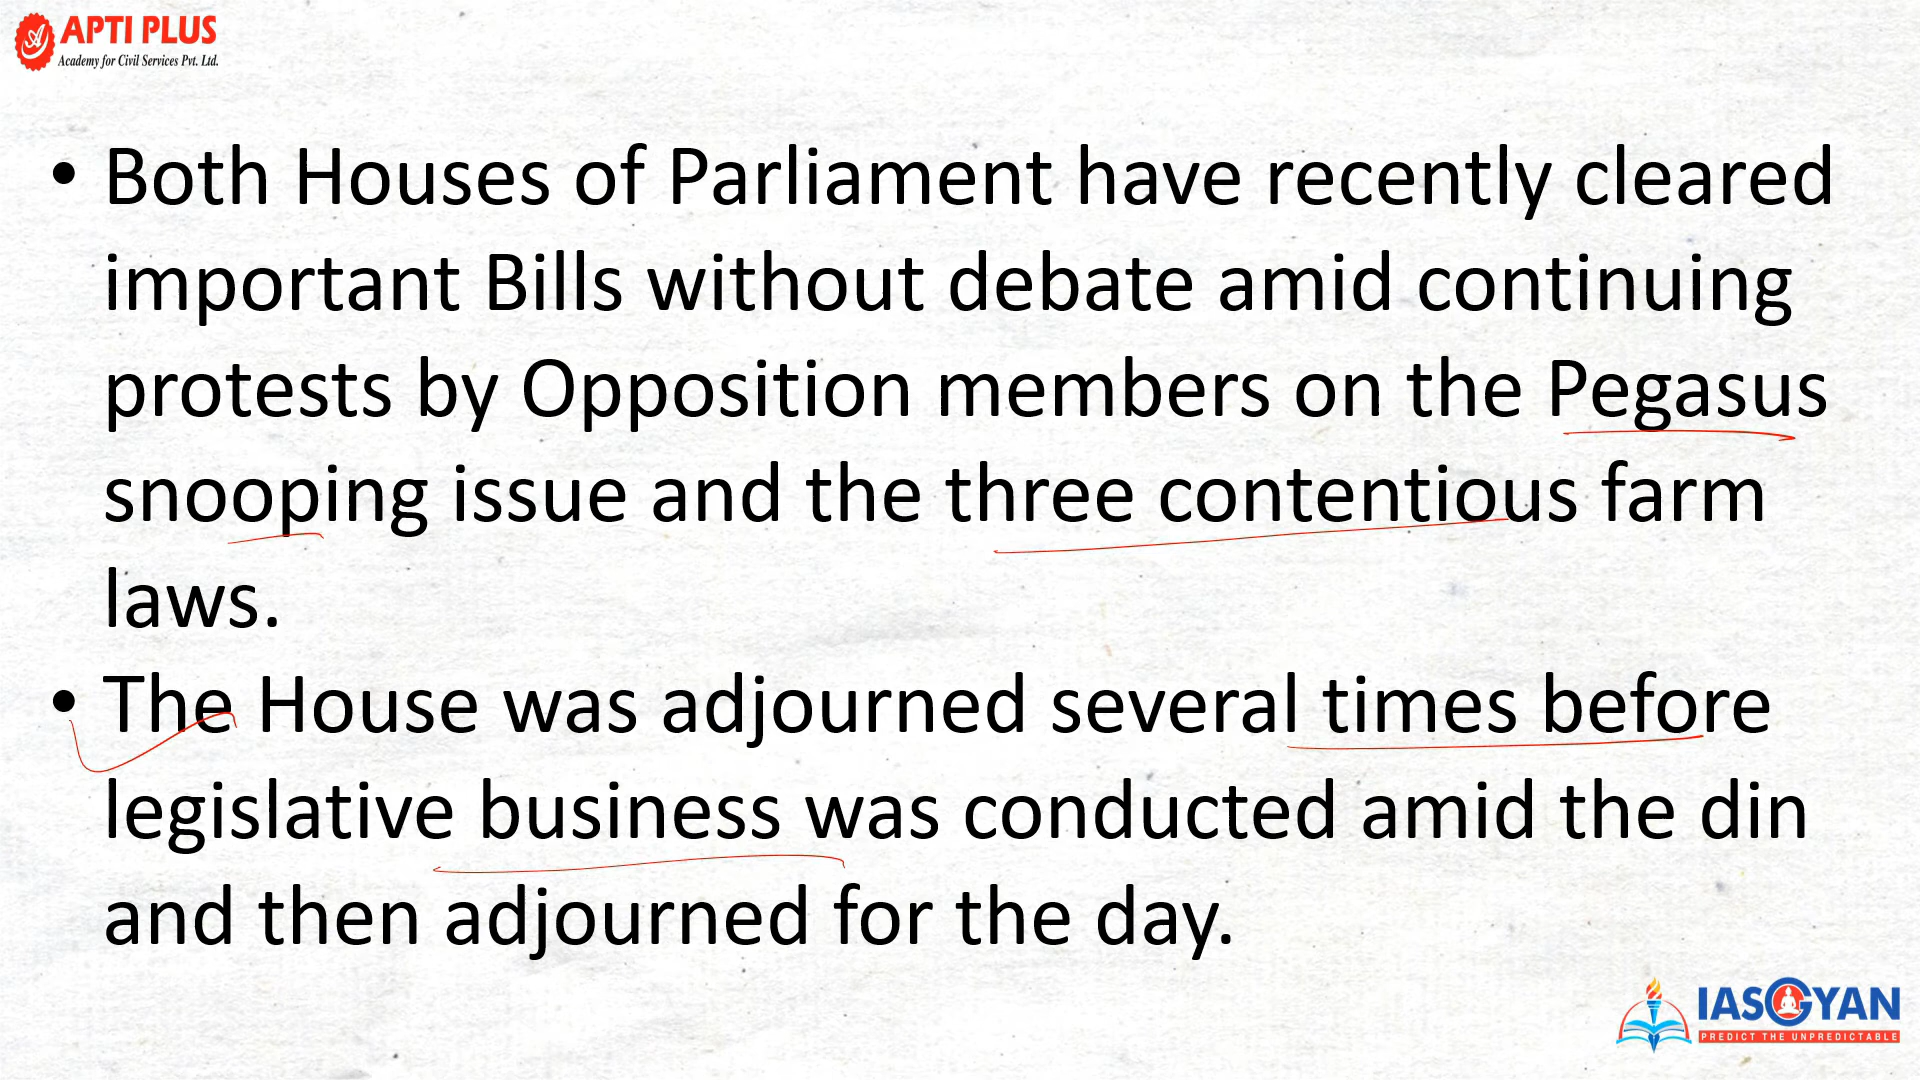 APTI PLUS
Academy for Civil Services Pvt. Ltd.
• Both Houses of Parliament have recently cleared
important Bills without debate amid continuing
protests by Opposition members on the Pegasus
snooping issue and the three contentious farm
laws.
• The House was adjourned several times before
legislative business was conducted amid the din
and then adjourned for the day.
IASGYAN
PREDICT THE UNPREDICTABLE